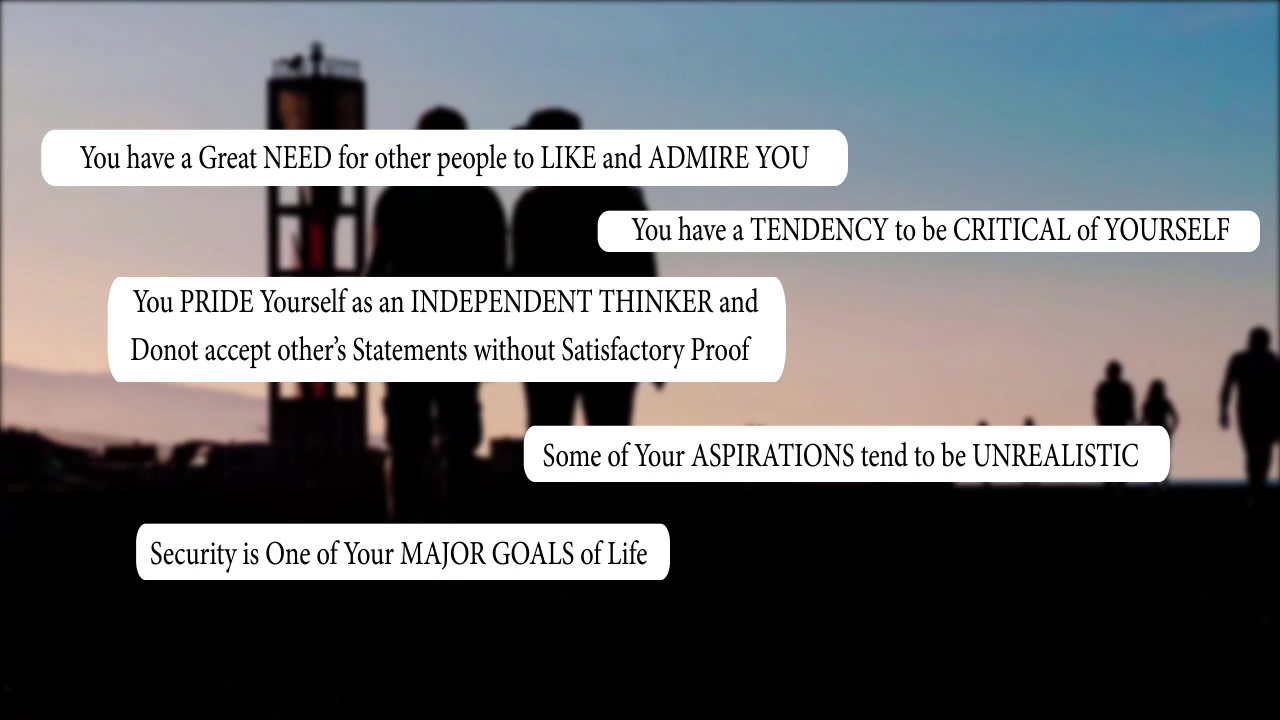 You have a Great NEED for other people to LIKE and ADMIRE YOU
You have a TENDENCY to be CRITICAL of YOURSELF
You PRIDE Yourself as an INDEPENDENT THINKER and
Donot accept other’s Statements without Satisfactory Proof
Some of Your ASPIRATIONS tend to be UNREALISTIC
Security is One of Your MAJOR GOALS of Life